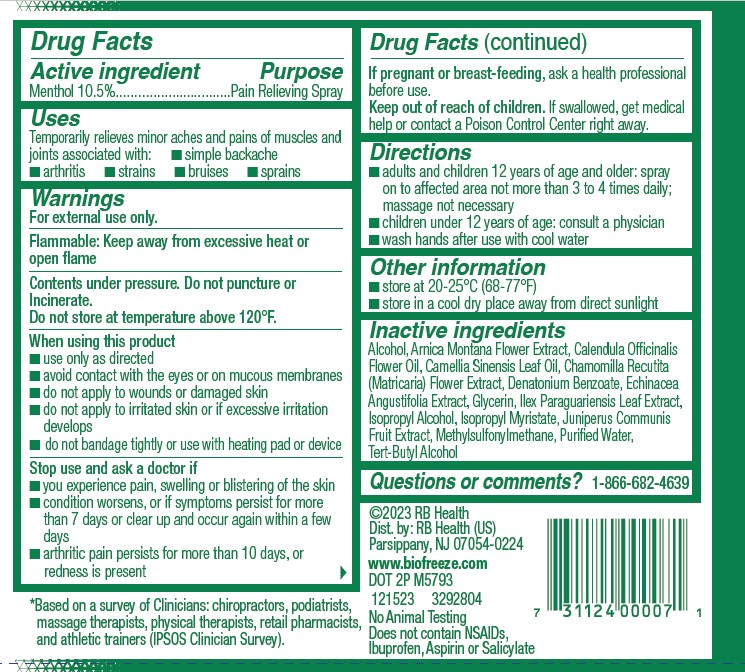 Drug Facts
Active ingredient Purpose
Menthol 10.5%..............................Pain Relieving Spray
Uses
Temporarily relieves minor aches and pains of muscles and
joints associated with: ■ simple backache
■ arthritis ■ strains ■ bruises ■ sprains
Warnings
For external use only.
Flammable: Keep away from excessive heat or
open flame
Contents under pressure. Do not puncture or
Incinerate.
Do not store at temperature above 120°F.
When using this product
■ use only as directed
■ avoid contact with the eyes or on mucous membranes
■ do not apply to wounds or damaged skin
■ do not apply to irritated skin or if excessive irritation
develops
■ do not bandage tightly or use with heating pad or device
Stop use and ask a doctor if
■ you experience pain, swelling or blistering of the skin
■ condition worsens, or if symptoms persist for more
than 7 days or clear up and occur again within a few
days
■ arthritic pain persists for more than 10 days, or
redness is present
*Based on a survey of Clinicians: chiropractors, podiatrists,
massage therapists, physical therapists, retail pharmacists,
and athletic trainers (IPSOS Clinician Survey).
Drug Facts (continued)
If pregnant or breast-feeding, ask a health professional
before use.
Keep out of reach of children. If swallowed, get medical
help or contact a Poison Control Center right away.
Directions
■ adults and children 12 years of age and older: spray
on to affected area not more than 3 to 4 times daily;
massage not necessary
■ children under 12 years of age: consult a physician
■ wash hands after use with cool water
Other information
■ store at 20-25°C (68-77°F)
■ store in a cool dry place away from direct sunlight
Inactive ingredients
Alcohol, Arnica Montana Flower Extract, Calendula Officinalis
Flower Oil, Camellia Sinensis Leaf Oil, Chamomilla Recutita
(Matricaria) Flower Extract, Denatonium Benzoate, Echinacea
Angustifolia Extract, Glycerin, Ilex Paraguariensis Leaf Extract,
Isopropyl Alcohol, Isopropyl Myristate, Juniperus Communis
Fruit Extract, Methylsulfonylmethane, Purified Water,
Tert-Butyl Alcohol
Questions or comments? 1-866-682-4639
©2023 RB Health
Dist. by: RB Health (US)
Parsippany, NJ 07054-0224
www.biofreeze.com
DOT 2P M5793
121523 3292804
No Animal Testing
Does not contain NSAIDs,
Ibuprofen, Aspirin or Salicylate
7 31124 00007 1